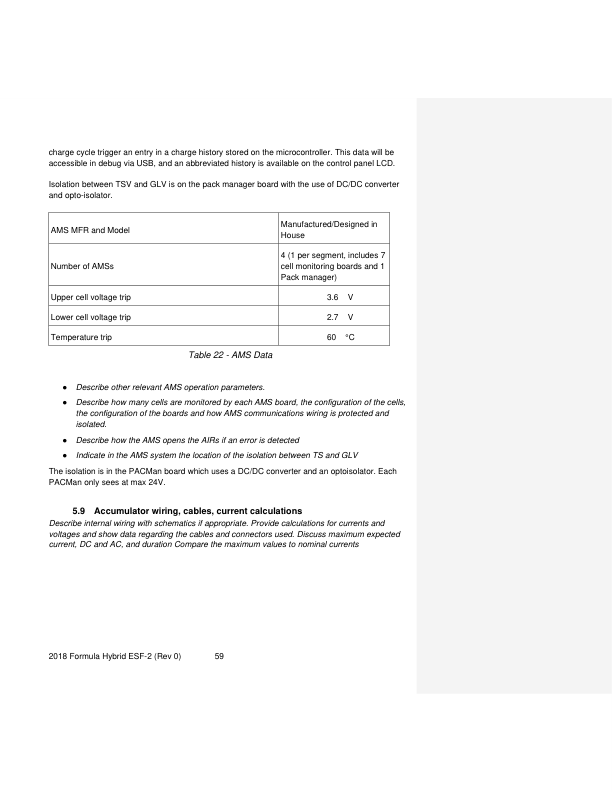 charge cycle trigger an entry in a charge history stored on the microcontroller. This data will be
accessible in debug via USB, and an abbreviated history is available on the control panel LCD.
Isolation between TSV and GLV is on the pack manager board with the use of DC/DC converter
and opto-isolator.
AMS MFR and Model
Manufactured/Designed in
House
Number of AMSs
4 (1 per segment, includes 7
cell monitoring boards and 1
Pack manager)
Upper cell voltage trip
3.6 V
Lower cell voltage trip
2.7 V
Temperature trip
60 °C
Table 22 - AMS Data
● Describe other relevant AMS operation parameters.
● Describe how many cells are monitored by each AMS board, the configuration of the cells,
the configuration of the boards and how AMS communications wiring is protected and
isolated.
● Describe how the AMS opens the AIRs if an error is detected
● Indicate in the AMS system the location of the isolation between TS and GLV
The isolation is in the PACMan board which uses a DC/DC converter and an optoisolator. Each
PACMan only sees at max 24V.
5.9 Accumulator wiring, cables, current calculations
Describe internal wiring with schematics if appropriate. Provide calculations for currents and
voltages and show data regarding the cables and connectors used. Discuss maximum expected
current, DC and AC, and duration Compare the maximum values to nominal currents
2018 Formula Hybrid ESF-2 (Rev 0) 59